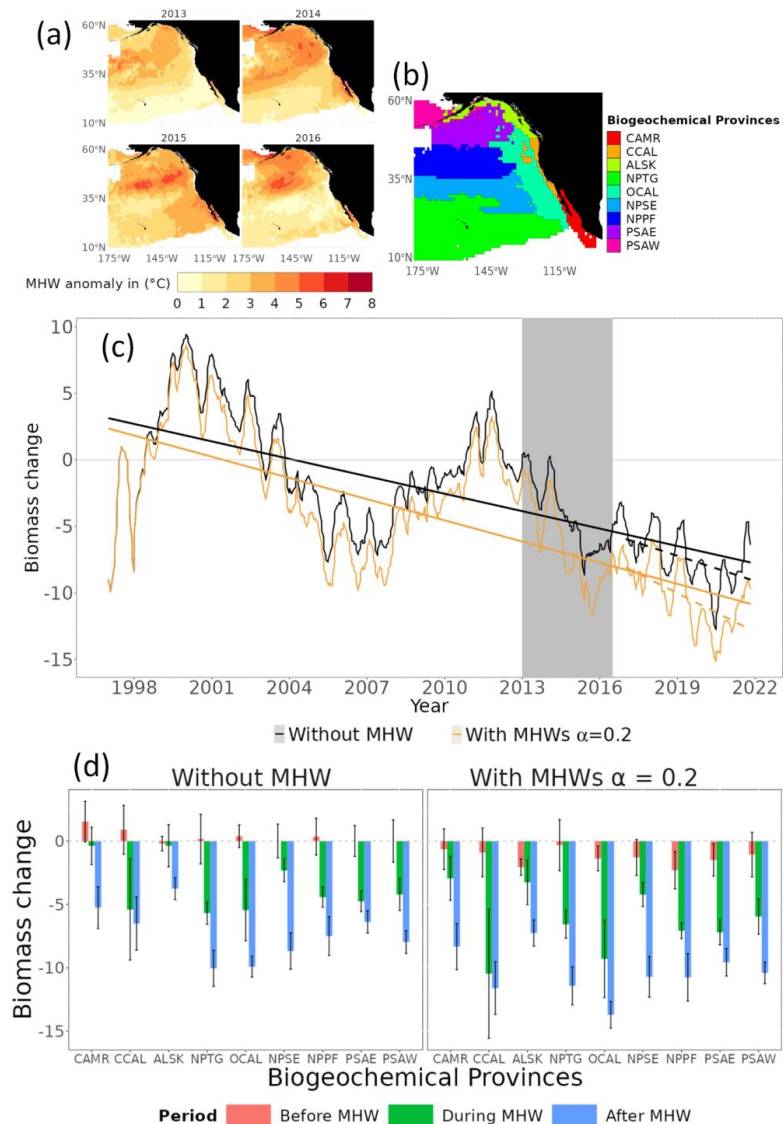 (a)
2013
2014
60°N
35°N
10°N
2015
2016
60°N
35°N
10°N
175°W
145°W
115°W
175°W
145°W
115°W
MHW anomaly in (°C)
0 1 2 3 4 5 6 7 8
(b)
60°N
35°N
10°N
175°W
145°W
115°W
Biogeochemical Provinces
CAMR
CCAL
ALSK
NPTG
OCAL
NPSE
NPPF
PSAE
PSAW
(c)
Biomass change
10
5
0
-5
-10
-15
1998 2001 2004 2007 2010 2013 2016 2019 2022
Year
Without MHW
With MHWs α=0.2
(d)
Without MHW
With MHWs α = 0.2
Biomass change
0
-5
-10
-15
CAMR CCAL ALSK NPTG OCAL NPSE NPPF PSAE PSAW
CAMR CCAL ALSK NPTG OCAL NPSE NPPF PSAE PSAW
Biogeochemical Provinces
Period Before MHW During MHW After MHW